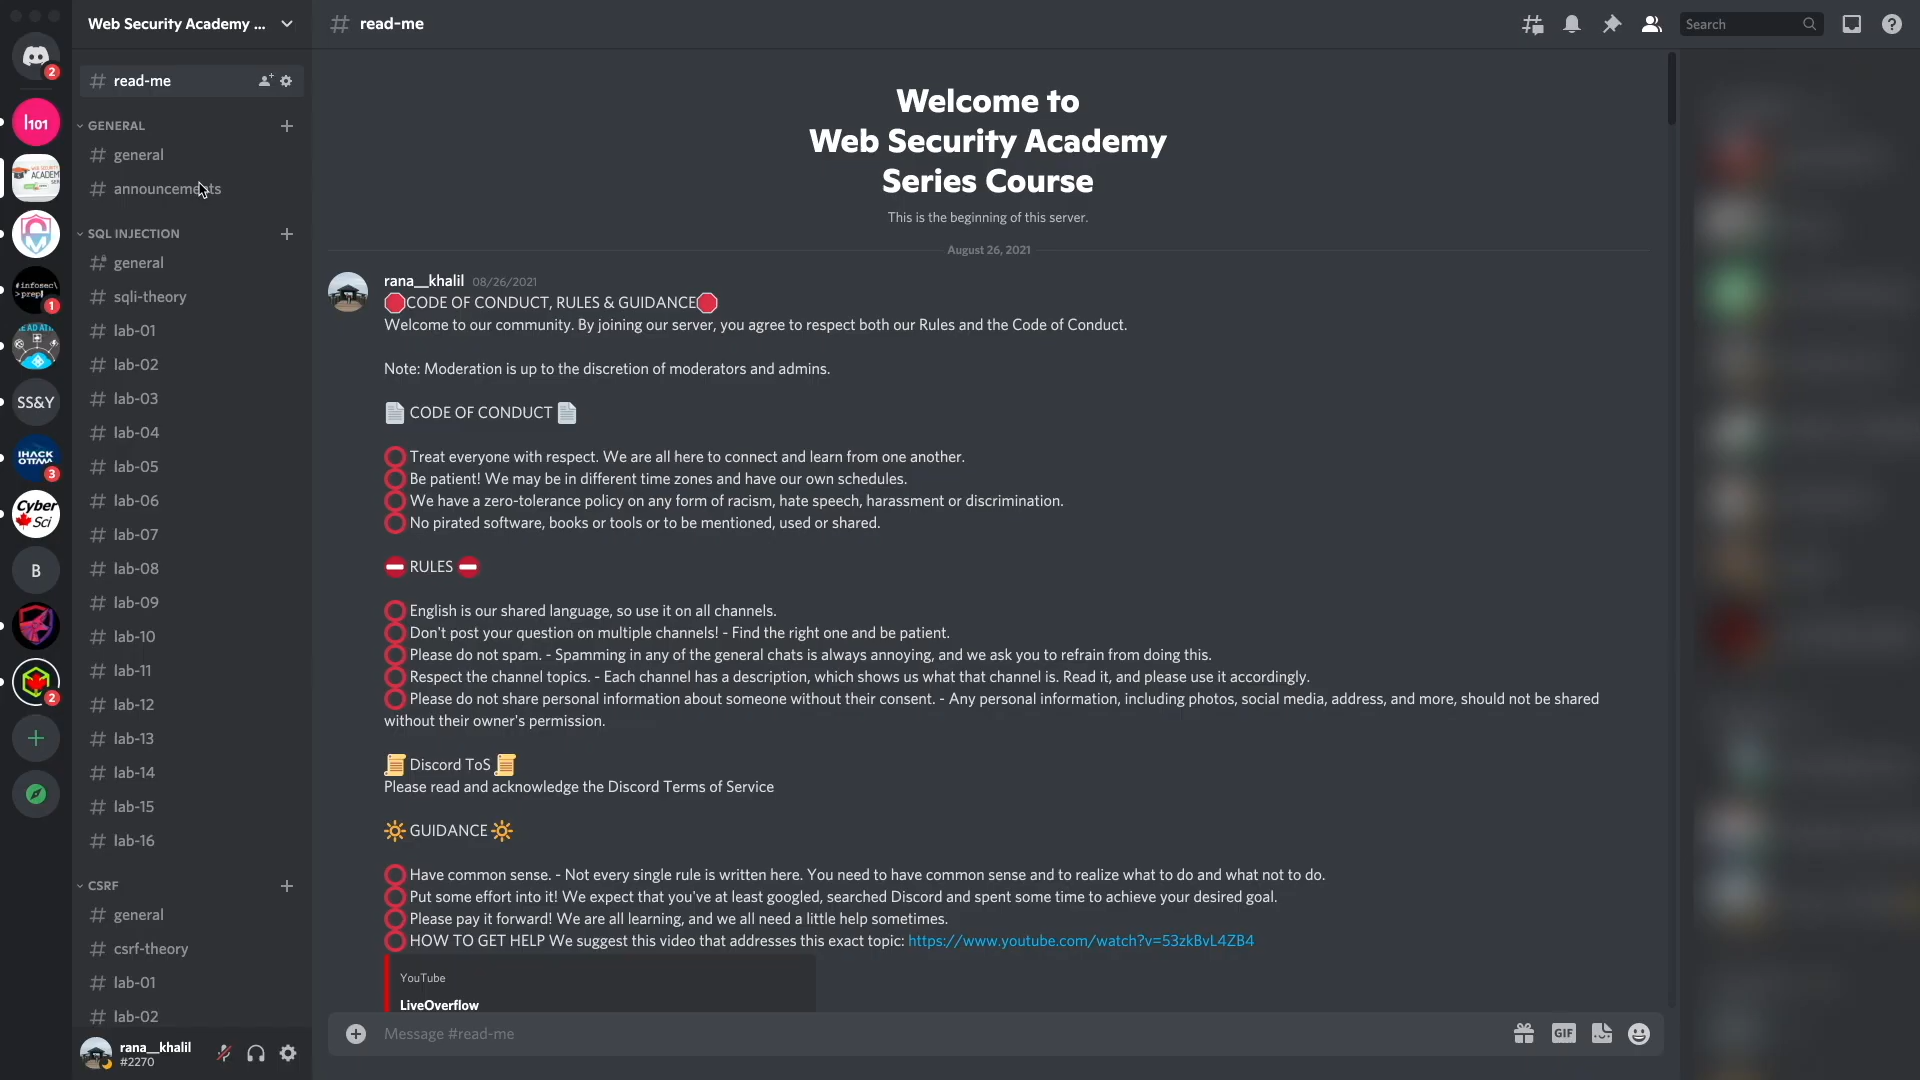 Web Security Academy ...
# read-me
Search
2
I101
ACADEM
#infosec\
>prep
1
SS&Y
IHACK
OTTAWA
3
Cyber
Sci
B
2
# read-me
GENERAL
# general
# announcements
SQL INJECTION
# general
# sqli-theory
# lab-01
# lab-02
# lab-03
# lab-04
# lab-05
# lab-06
# lab-07
# lab-08
# lab-09
# lab-10
# lab-11
# lab-12
# lab-13
# lab-14
# lab-15
# lab-16
CSRF
# general
# csrf-theory
# lab-01
# lab-02
rana__khalil
#2270
Welcome to
Web Security Academy
Series Course
This is the beginning of this server.
August 26, 2021
rana__khalil 08/26/2021
CODE OF CONDUCT, RULES & GUIDANCE
Welcome to our community. By joining our server, you agree to respect both our Rules and the Code of Conduct.
Note: Moderation is up to the discretion of moderators and admins.
CODE OF CONDUCT
Treat everyone with respect. We are all here to connect and learn from one another.
Be patient! We may be in different time zones and have our own schedules.
We have a zero-tolerance policy on any form of racism, hate speech, harassment or discrimination.
No pirated software, books or tools or to be mentioned, used or shared.
RULES
English is our shared language, so use it on all channels.
Don't post your question on multiple channels! - Find the right one and be patient.
Please do not spam. - Spamming in any of the general chats is always annoying, and we ask you to refrain from doing this.
Respect the channel topics. - Each channel has a description, which shows us what that channel is. Read it, and please use it accordingly.
Please do not share personal information about someone without their consent. - Any personal information, including photos, social media, address, and more, should not be shared
without their owner's permission.
Discord ToS
Please read and acknowledge the Discord Terms of Service
GUIDANCE
Have common sense. - Not every single rule is written here. You need to have common sense and to realize what to do and what not to do.
Put some effort into it! We expect that you've at least googled, searched Discord and spent some time to achieve your desired goal.
Please pay it forward! We are all learning, and we all need a little help sometimes.
HOW TO GET HELP We suggest this video that addresses this exact topic: https://www.youtube.com/watch?v=53zkBvL4ZB4
YouTube
LiveOverflow
Message #read-me
GIF